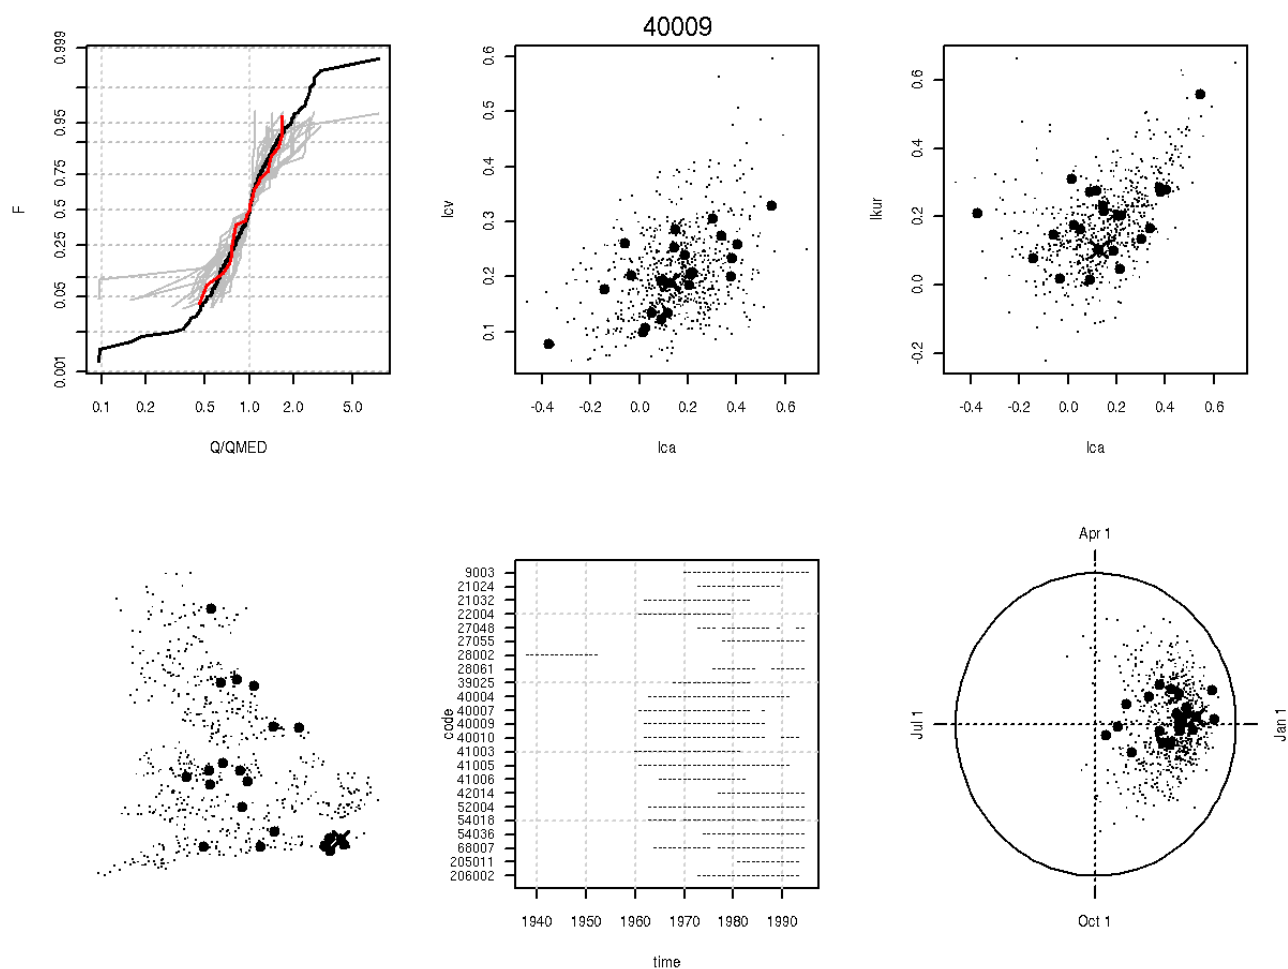 40009
F
0.999
0.95
0.75
0.5
0.25
0.05
0.001
0.1 0.2 0.5 1.0 2.0 5.0
Q/QMED
lcv
0.6
0.5
0.4
0.3
0.2
0.1
-0.4 -0.2 0.0 0.2 0.4 0.6
lca
lkur
0.6
0.4
0.2
0.0
-0.2
-0.4 -0.2 0.0 0.2 0.4 0.6
lca
code
9003
21024
21032
22004
27048
27055
28002
28061
39025
40004
40007
40009
40010
41003
41005
41006
42014
52004
54018
54036
68007
205011
206002
1940 1950 1960 1970 1980 1990
time
Apr 1
Jul 1
Jan 1
Oct 1